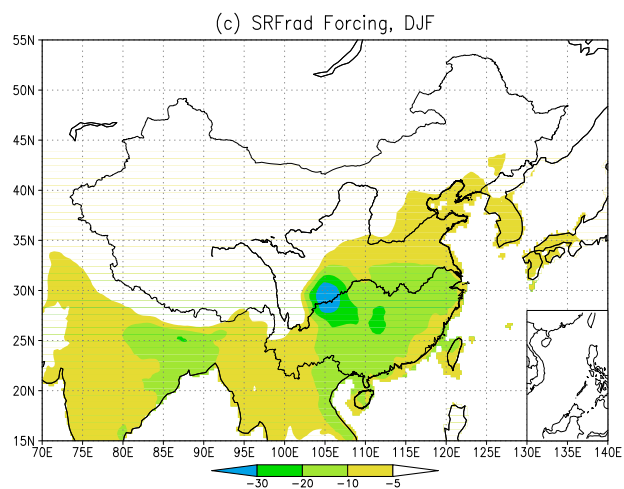 (c) SRFrad Forcing, DJF
55N
50N
45N
40N
35N
30N
25N
20N
15N
70E 75E 80E 85E 90E 95E 100E 105E 110E 115E 120E 125E 130E 135E 140E
-30 -20 -10 -5